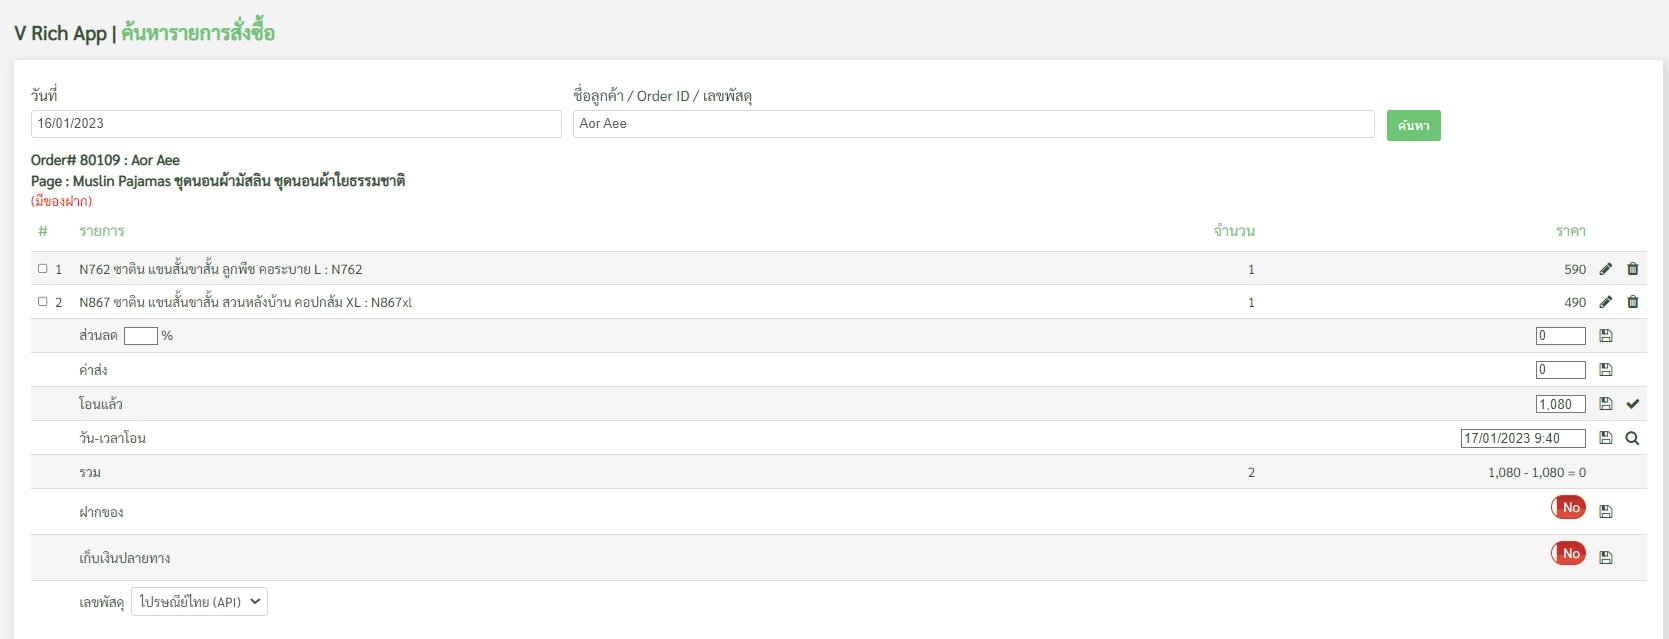 V Rich App | ค้นหารายการสั่งซื้อ
วันที่
ชื่อลูกค้า / Order ID / เลขพัสดุ
16/01/2023
Aor Aee
ค้นหา
Order# 80109 : Aor Aee
Page : Muslin Pajamas ชุดนอนผ้ามัสลิน ชุดนอนผ้าใยธรรมชาติ
(มีของฝาก)
# รายการ จำนวน ราคา
1 N762 ซาติน แขนสั้นขาสั้น ลูกพีช คอระบาย L : N762 1 590
2 N867 ซาติน แขนสั้นขาสั้น สวนหลังบ้าน คอปกส้ม XL : N867xl 1 490
ส่วนลด % 0
ค่าส่ง 0
โอนแล้ว 1,080
วัน-เวลาโอน 17/01/2023 9:40
รวม 2 1,080 - 1,080 = 0
ฝากของ No
เก็บเงินปลายทาง No
เลขพัสดุ ไปรษณีย์ไทย (API)